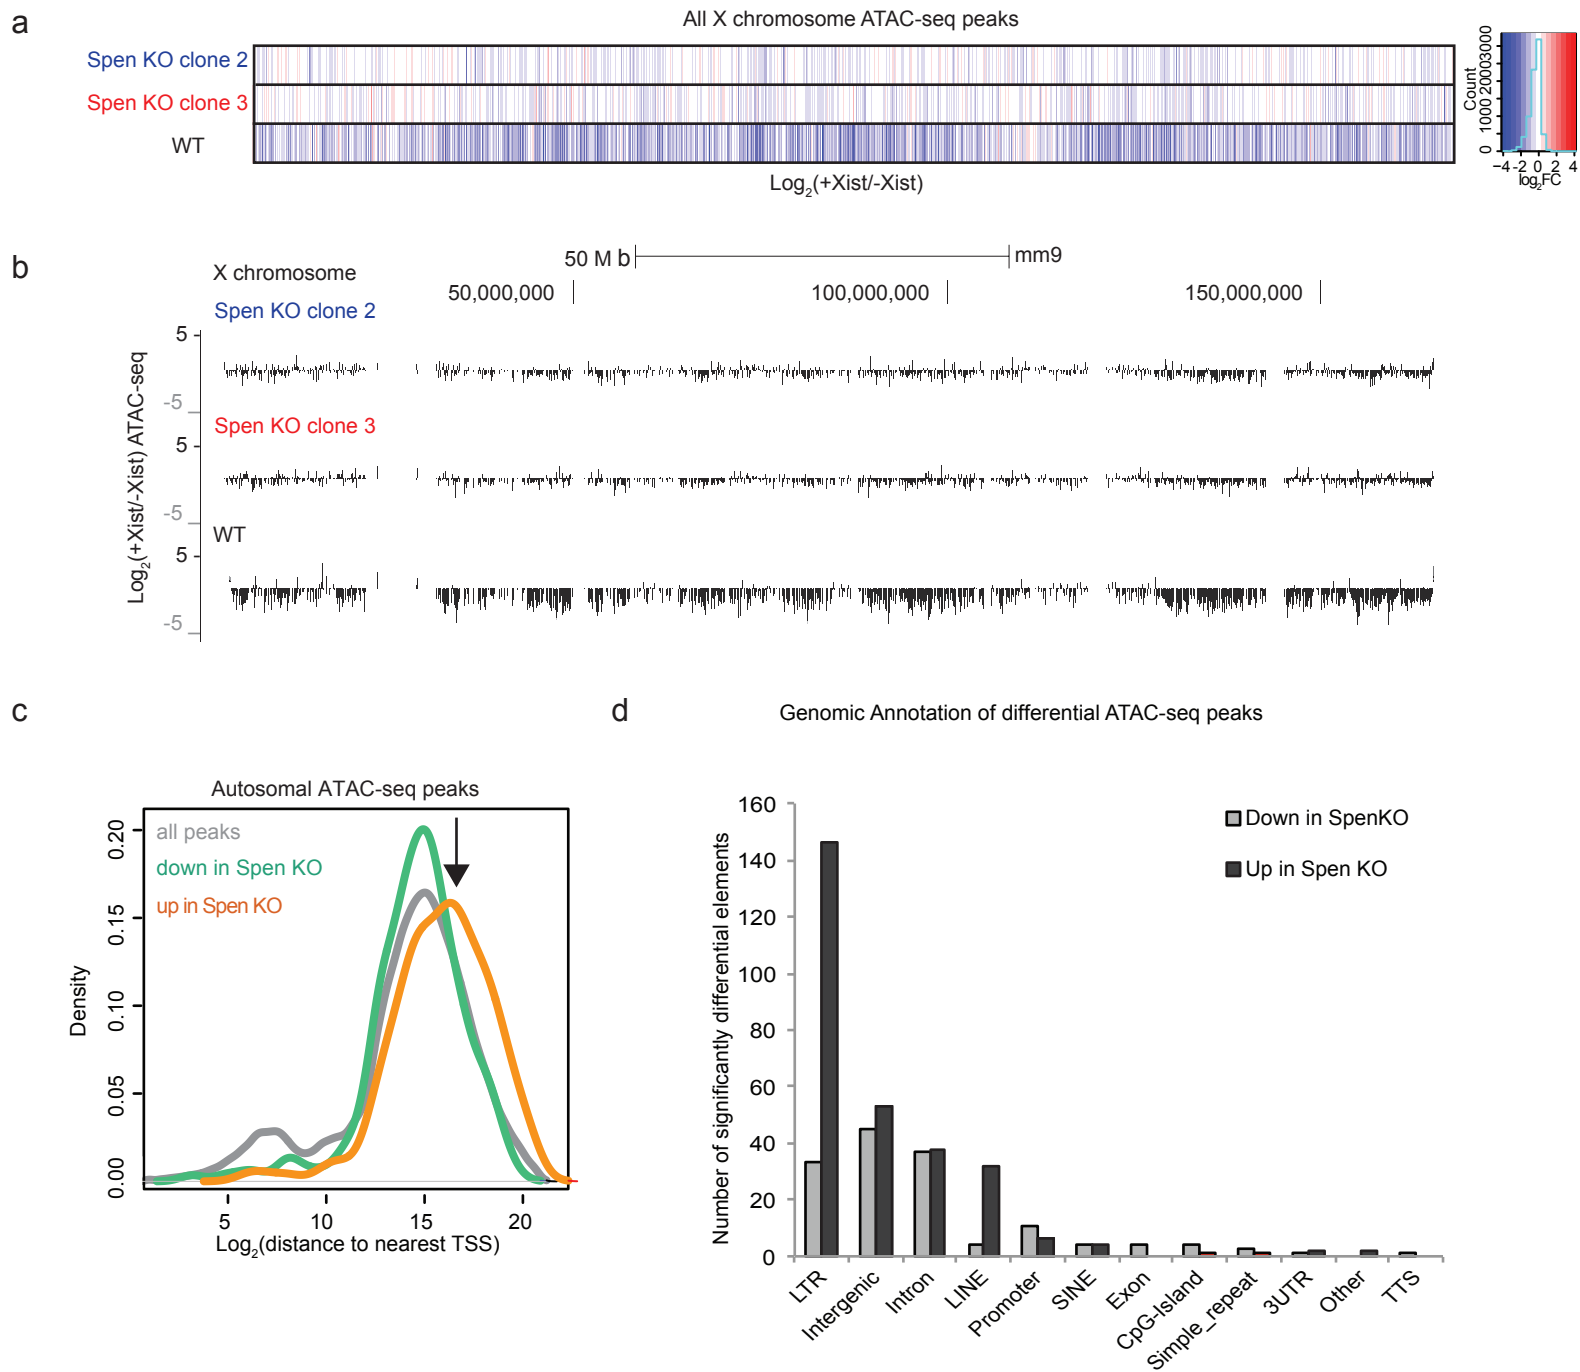 a
All X chromosome ATAC-seq peaks
Spen KO clone 2
Spen KO clone 3
WT
Log2(+Xist/-Xist)
Count
0 1000 2000 3000
−4 -2 0 2 4
log2FC
b
X chromosome
50 M b
mm9
50,000,000
100,000,000
150,000,000
Log2(+Xist/-Xist) ATAC-seq
Spen KO clone 2
5
-5
Spen KO clone 3
5
-5
WT
5
-5
c
Autosomal ATAC-seq peaks
all peaks
down in Spen KO
up in Spen KO
Density
0.00 0.05 0.10 0.15 0.20
5 10 15 20
Log2(distance to nearest TSS)
d
Genomic Annotation of differential ATAC-seq peaks
Number of significantly differential elements
160
140
120
100
80
60
40
20
0
Down in SpenKO
Up in Spen KO
LTR
Intergenic
Intron
LINE
Promoter
SINE
Exon
CpG-Island
Simple_repeat
3UTR
Other
TTS